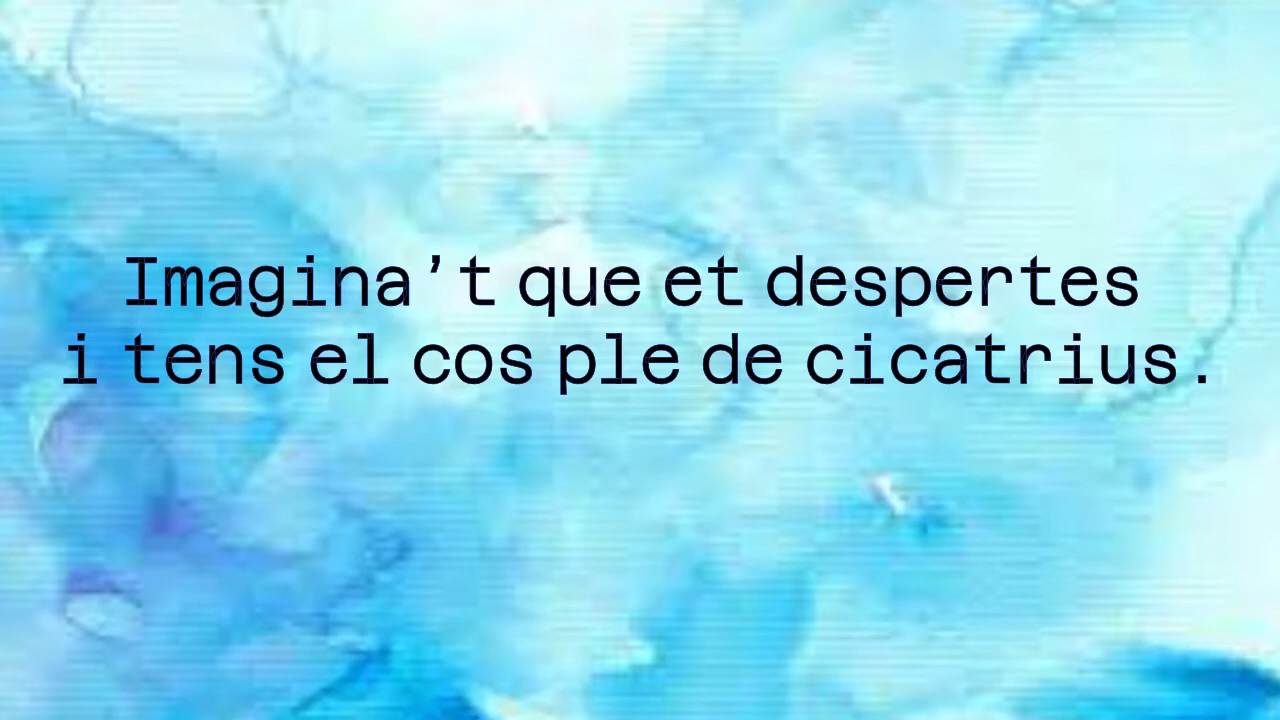 Imagina’t que et despertes
i tens el cos ple de cicatrius.